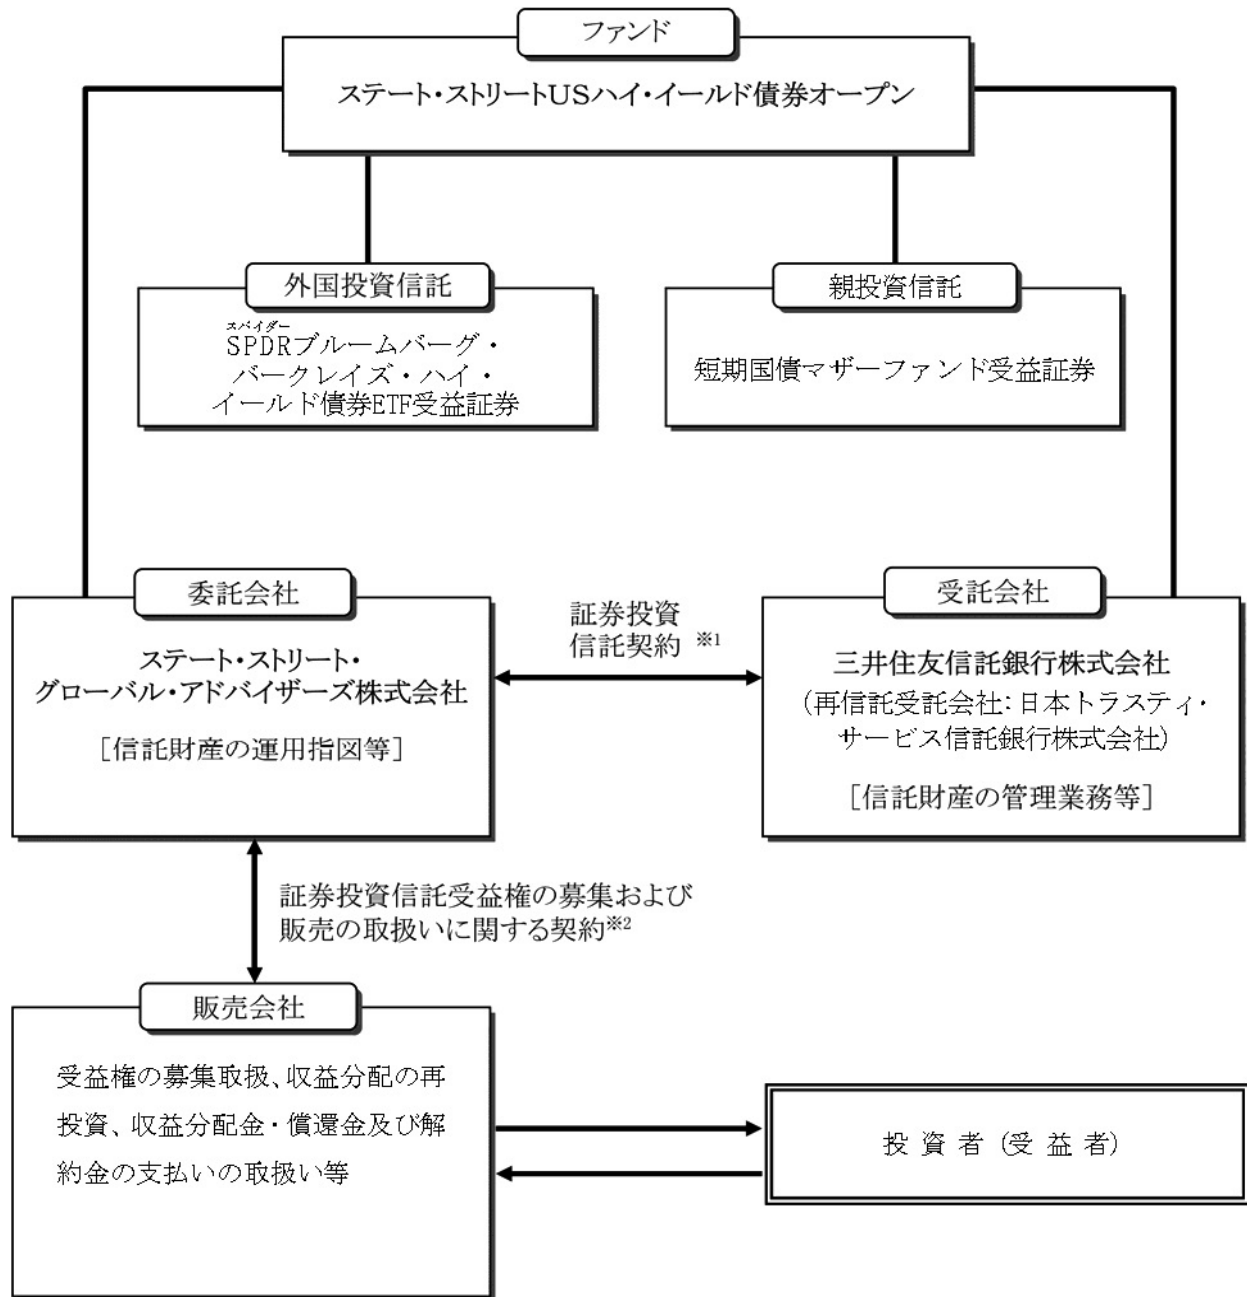 ファンド
ステート・ストリートUSハイ・イールド債券オープン
外国投資信託
スパイダー
SPDRブルームバーグ・
バークレイズ・ハイ・
イールド債券ETF受益証券
親投資信託
短期国債マザーファンド受益証券
委託会社
ステート・ストリート・
グローバル・アドバイザーズ株式会社
［信託財産の運用指図等］
証券投資
信託契約 ※1
受託会社
三井住友信託銀行株式会社
（再信託受託会社：日本トラスティ・
サービス信託銀行株式会社）
［信託財産の管理業務等］
証券投資信託受益権の募集および
販売の取扱いに関する契約※2
販売会社
受益権の募集取扱、収益分配の再
投資、収益分配金・償還金及び解
約金の支払いの取扱い等
投 資 者 （受 益 者）